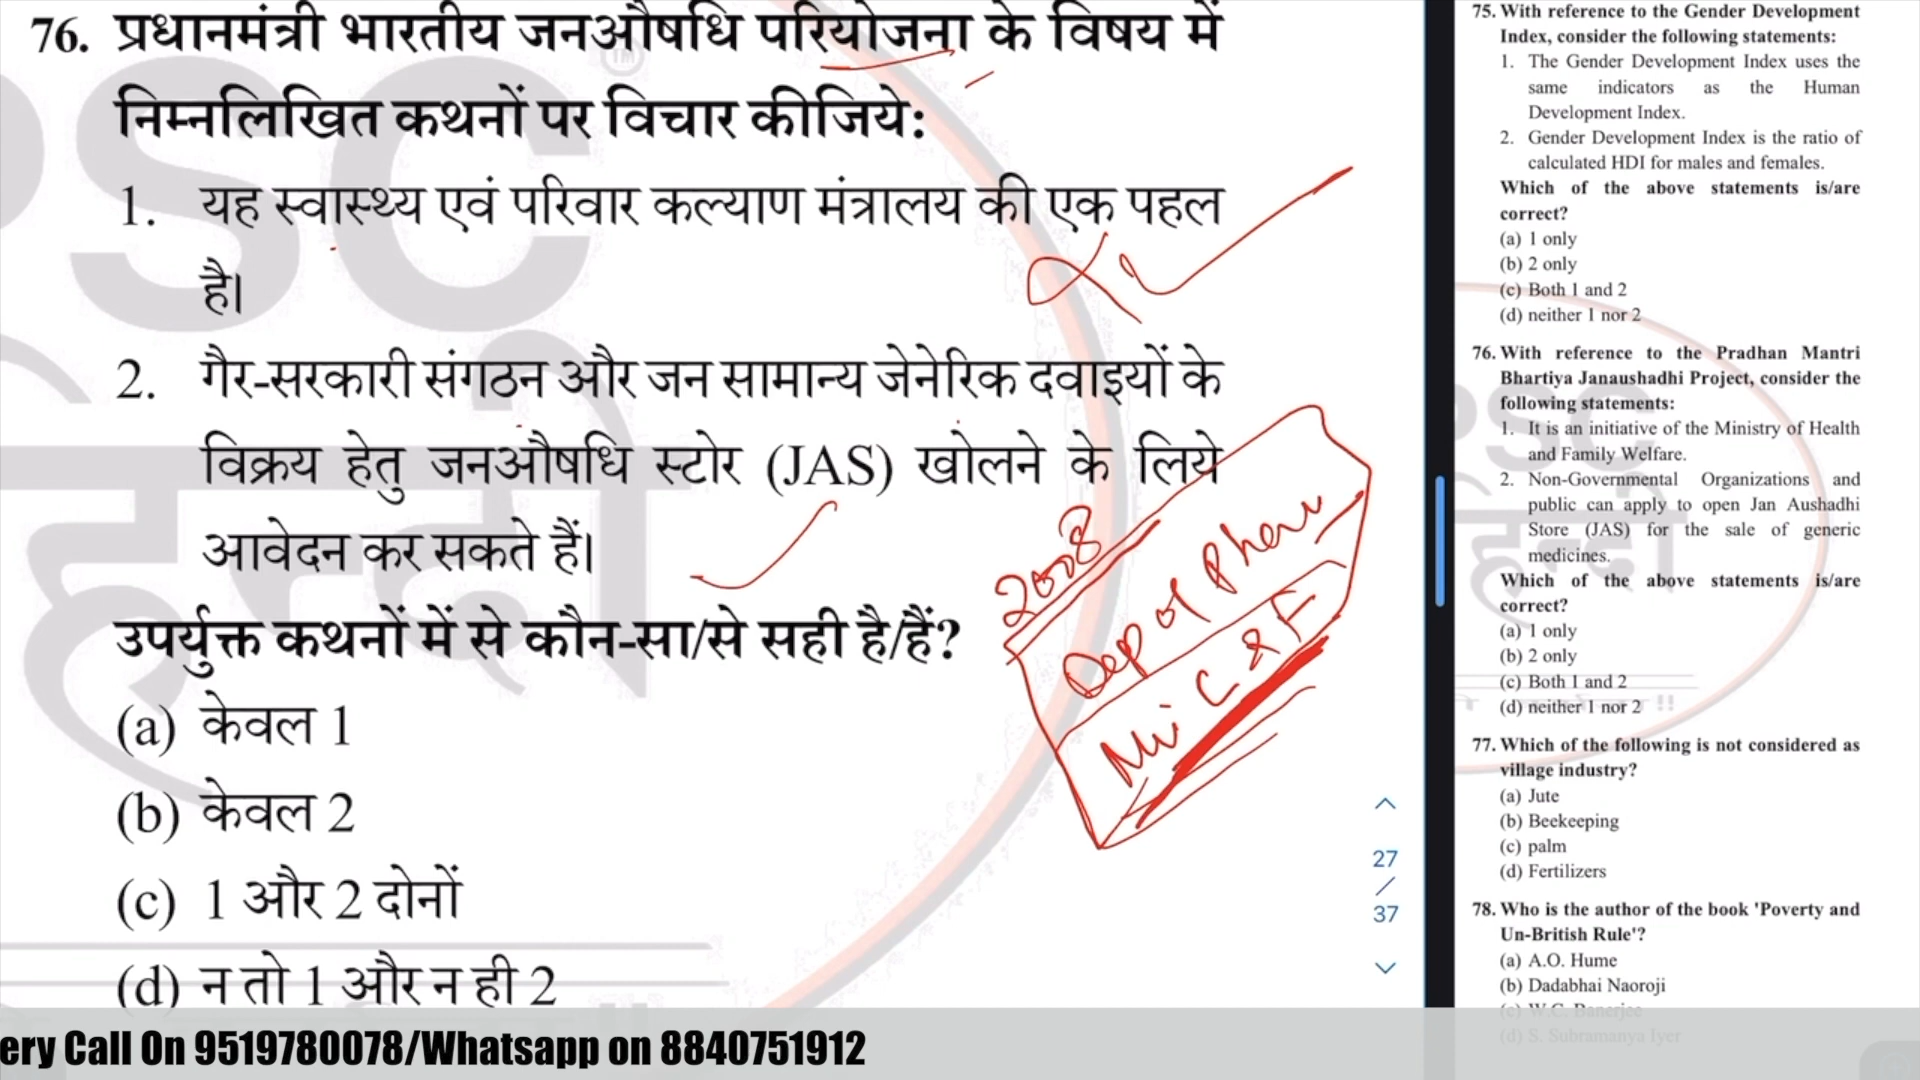 76. प्रधानमंत्री भारतीय जनऔषधि परियोजना के विषय में
निम्नलिखित कथनों पर विचार कीजिये:
1. यह स्वास्थ्य एवं परिवार कल्याण मंत्रालय की एक पहल
है।
2. गैर-सरकारी संगठन और जन सामान्य जेनेरिक दवाइयों के
विक्रय हेतु जनऔषधि स्टोर (JAS) खोलने के लिये
आवेदन कर सकते हैं।
उपर्युक्त कथनों में से कौन-सा/से सही है/हैं?
(a) केवल 1
(b) केवल 2
(c) 1 और 2 दोनों
(d) न तो 1 और न ही 2
2008
Dep of Phar
Mi C & F
27
/
37
75. With reference to the Gender Development
Index, consider the following statements:
1. The Gender Development Index uses the
same indicators as the Human
Development Index.
2. Gender Development Index is the ratio of
calculated HDI for males and females.
Which of the above statements is/are
correct?
(a) 1 only
(b) 2 only
(c) Both 1 and 2
(d) neither 1 nor 2
76. With reference to the Pradhan Mantri
Bhartiya Janaushadhi Project, consider the
following statements:
1. It is an initiative of the Ministry of Health
and Family Welfare.
2. Non-Governmental Organizations and
public can apply to open Jan Aushadhi
Store (JAS) for the sale of generic
medicines.
Which of the above statements is/are
correct?
(a) 1 only
(b) 2 only
(c) Both 1 and 2
(d) neither 1 nor 2
77. Which of the following is not considered as
village industry?
(a) Jute
(b) Beekeeping
(c) palm
(d) Fertilizers
78. Who is the author of the book 'Poverty and
Un-British Rule'?
(a) A.O. Hume
(b) Dadabhai Naoroji
(c) W.C. Banerjee
(d) S. Subramanya Iyer
ery Call On 9519780078/Whatsapp on 8840751912